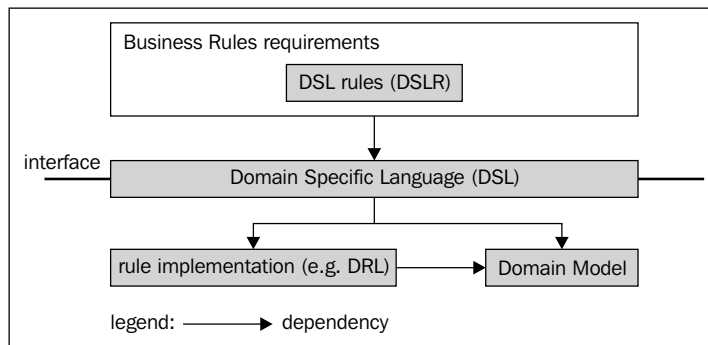 Business Rules requirements
DSL rules (DSLR)
interface
Domain Specific Language (DSL)
rule implementation (e.g. DRL)
Domain Model
legend:
dependency